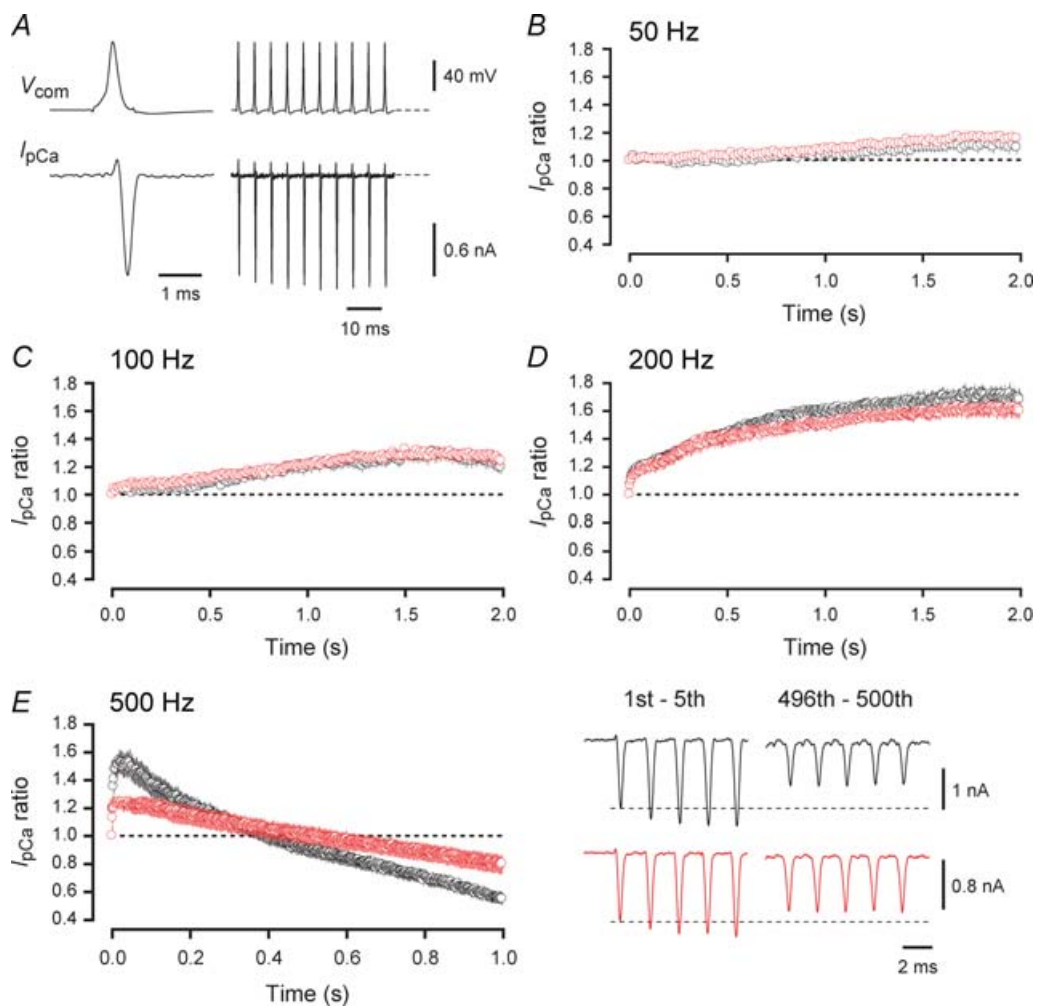 A
V com
40 mV
I pCa
0.6 nA
1 ms
10 ms
B
50 Hz
I pCa ratio
1.8
1.6
1.4
1.2
1.0
0.8
0.6
0.4
0.0 0.5 1.0 1.5 2.0
Time (s)
C
100 Hz
I pCa ratio
1.8
1.6
1.4
1.2
1.0
0.8
0.6
0.4
0.0 0.5 1.0 1.5 2.0
Time (s)
D
200 Hz
I pCa ratio
1.8
1.6
1.4
1.2
1.0
0.8
0.6
0.4
0.0 0.5 1.0 1.5 2.0
Time (s)
E
500 Hz
I pCa ratio
1.8
1.6
1.4
1.2
1.0
0.8
0.6
0.4
0.0 0.2 0.4 0.6 0.8 1.0
Time (s)
1st - 5th
496th - 500th
1 nA
0.8 nA
2 ms